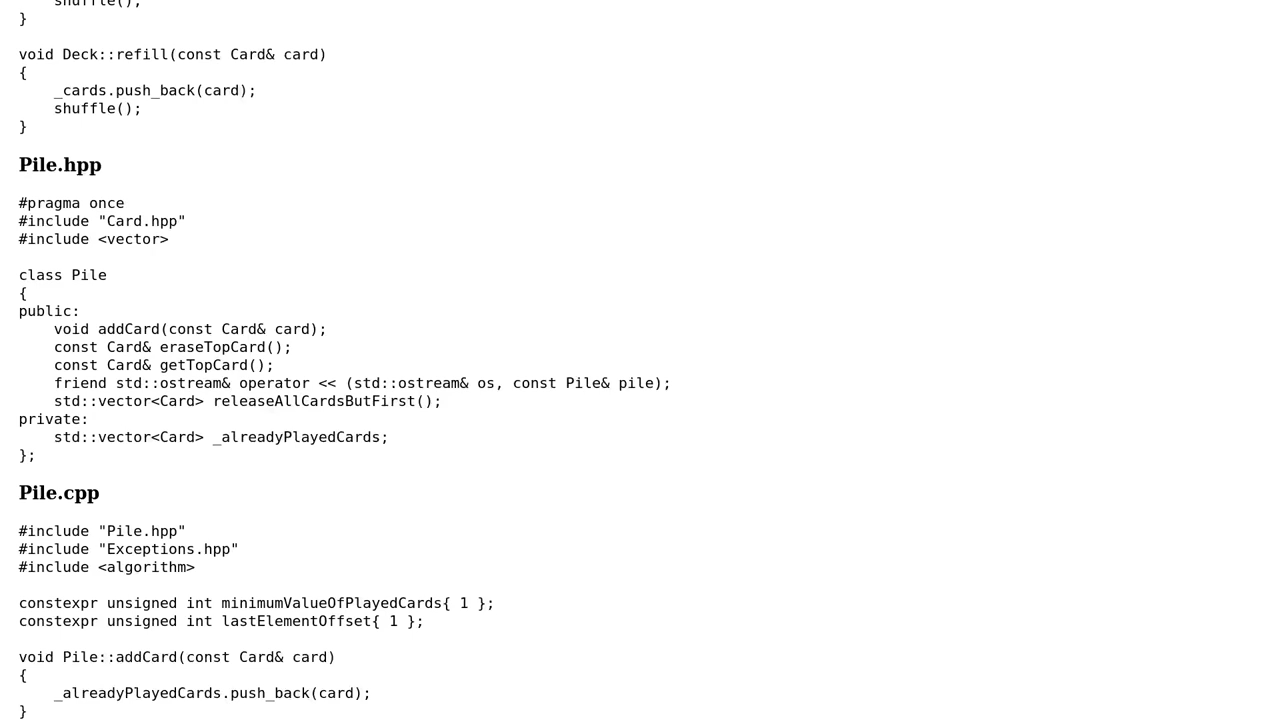 shuffle();
}
void Deck::refill(const Card& card)
{
    _cards.push_back(card);
    shuffle();
}
Pile.hpp
#pragma once
#include "Card.hpp"
#include <vector>
class Pile
{
public:
    void addCard(const Card& card);
    const Card& eraseTopCard();
    const Card& getTopCard();
    friend std::ostream& operator << (std::ostream& os, const Pile& pile);
    std::vector<Card> releaseAllCardsButFirst();
private:
    std::vector<Card> _alreadyPlayedCards;
};
Pile.cpp
#include "Pile.hpp"
#include "Exceptions.hpp"
#include <algorithm>
constexpr unsigned int minimumValueOfPlayedCards{ 1 };
constexpr unsigned int lastElementOffset{ 1 };
void Pile::addCard(const Card& card)
{
    _alreadyPlayedCards.push_back(card);
}